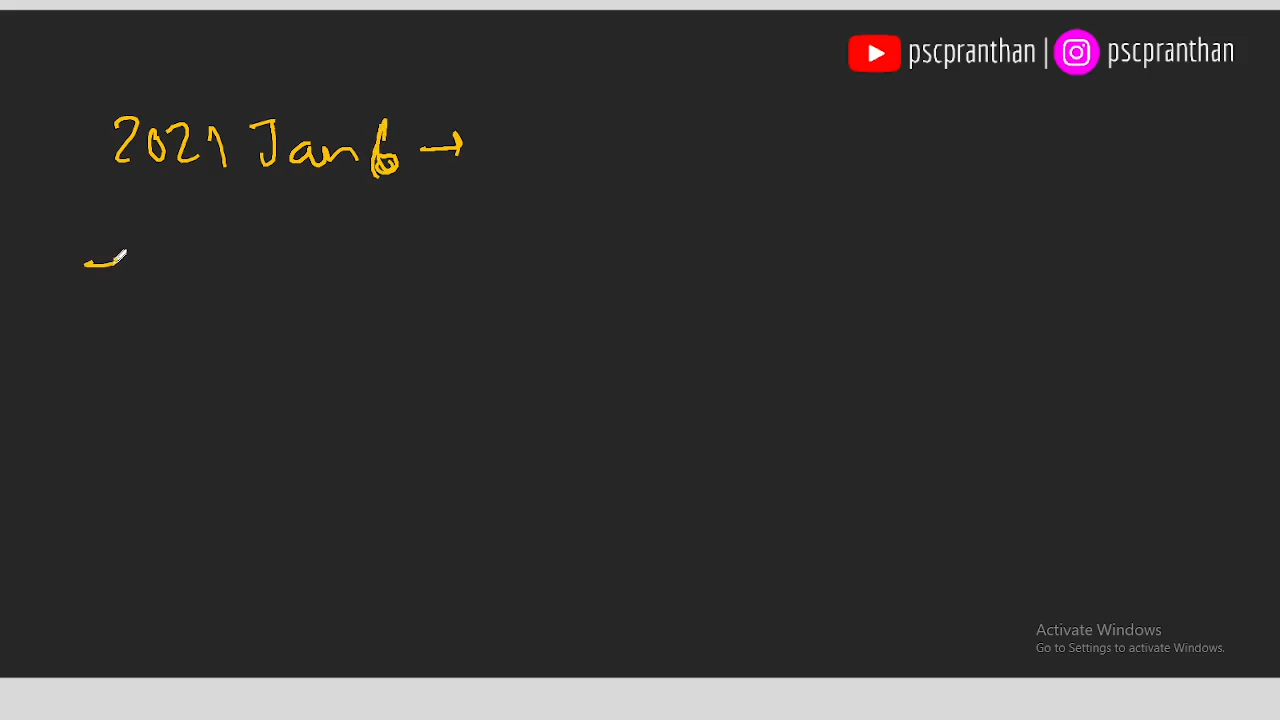 pscpranthan | pscpranthan
2021 Jan 6 →
Activate Windows
Go to Settings to activate Windows.